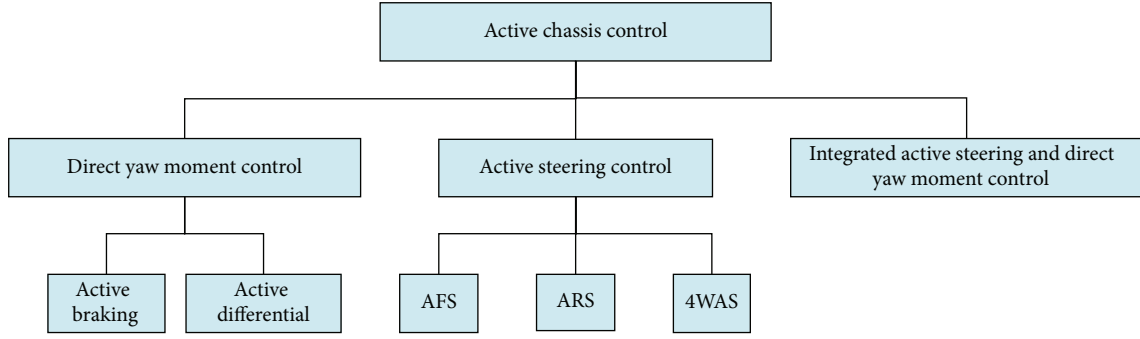 Active chassis control
Direct yaw moment control
Active steering control
Integrated active steering and direct
yaw moment control
Active
braking
Active
differential
AFS
ARS
4WAS